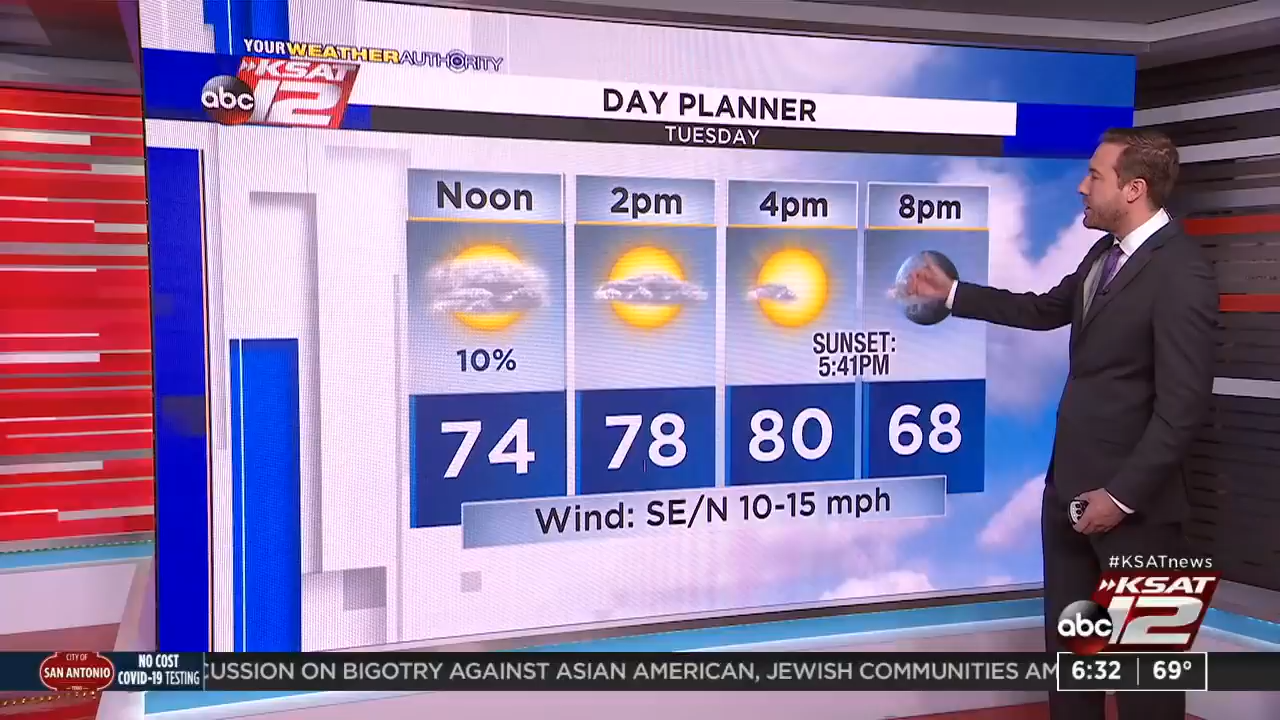 YOUR WEATHER AUTHORITY
abc
KSAT
12
DAY PLANNER
TUESDAY
Noon
2pm
4pm
8pm
10%
SUNSET:
5:41PM
74
78
80
68
Wind: SE/N 10-15 mph
#KSATnews
KSAT
abc 12
CITY OF
SAN ANTONIO
NO COST
COVID-19 TESTING
CUSSION ON BIGOTRY AGAINST ASIAN AMERICAN, JEWISH COMMUNITIES AM
6:32 69°